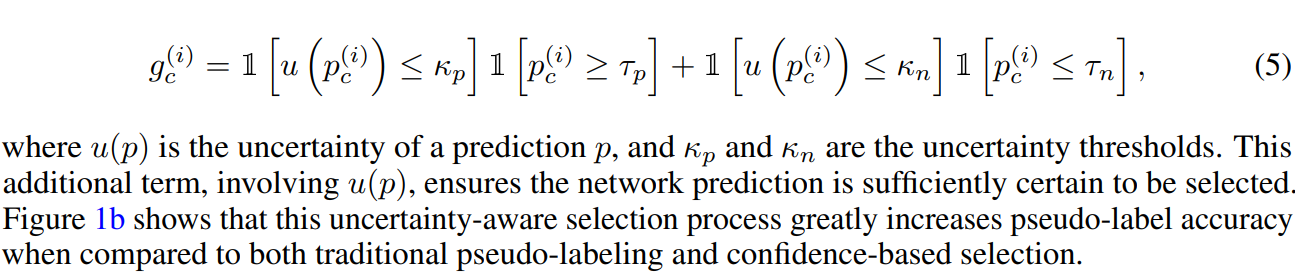 g_c^{(i)} = 𝟙 [u (p_c^{(i)}) ≤ κ_p] 𝟙 [p_c^{(i)} ≥ τ_p] + 𝟙 [u (p_c^{(i)}) ≤ κ_n] 𝟙 [p_c^{(i)} ≤ τ_n] , (5)
where u(p) is the uncertainty of a prediction p, and κ_p and κ_n are the uncertainty thresholds. This
additional term, involving u(p), ensures the network prediction is sufficiently certain to be selected.
Figure 1b shows that this uncertainty-aware selection process greatly increases pseudo-label accuracy
when compared to both traditional pseudo-labeling and confidence-based selection.